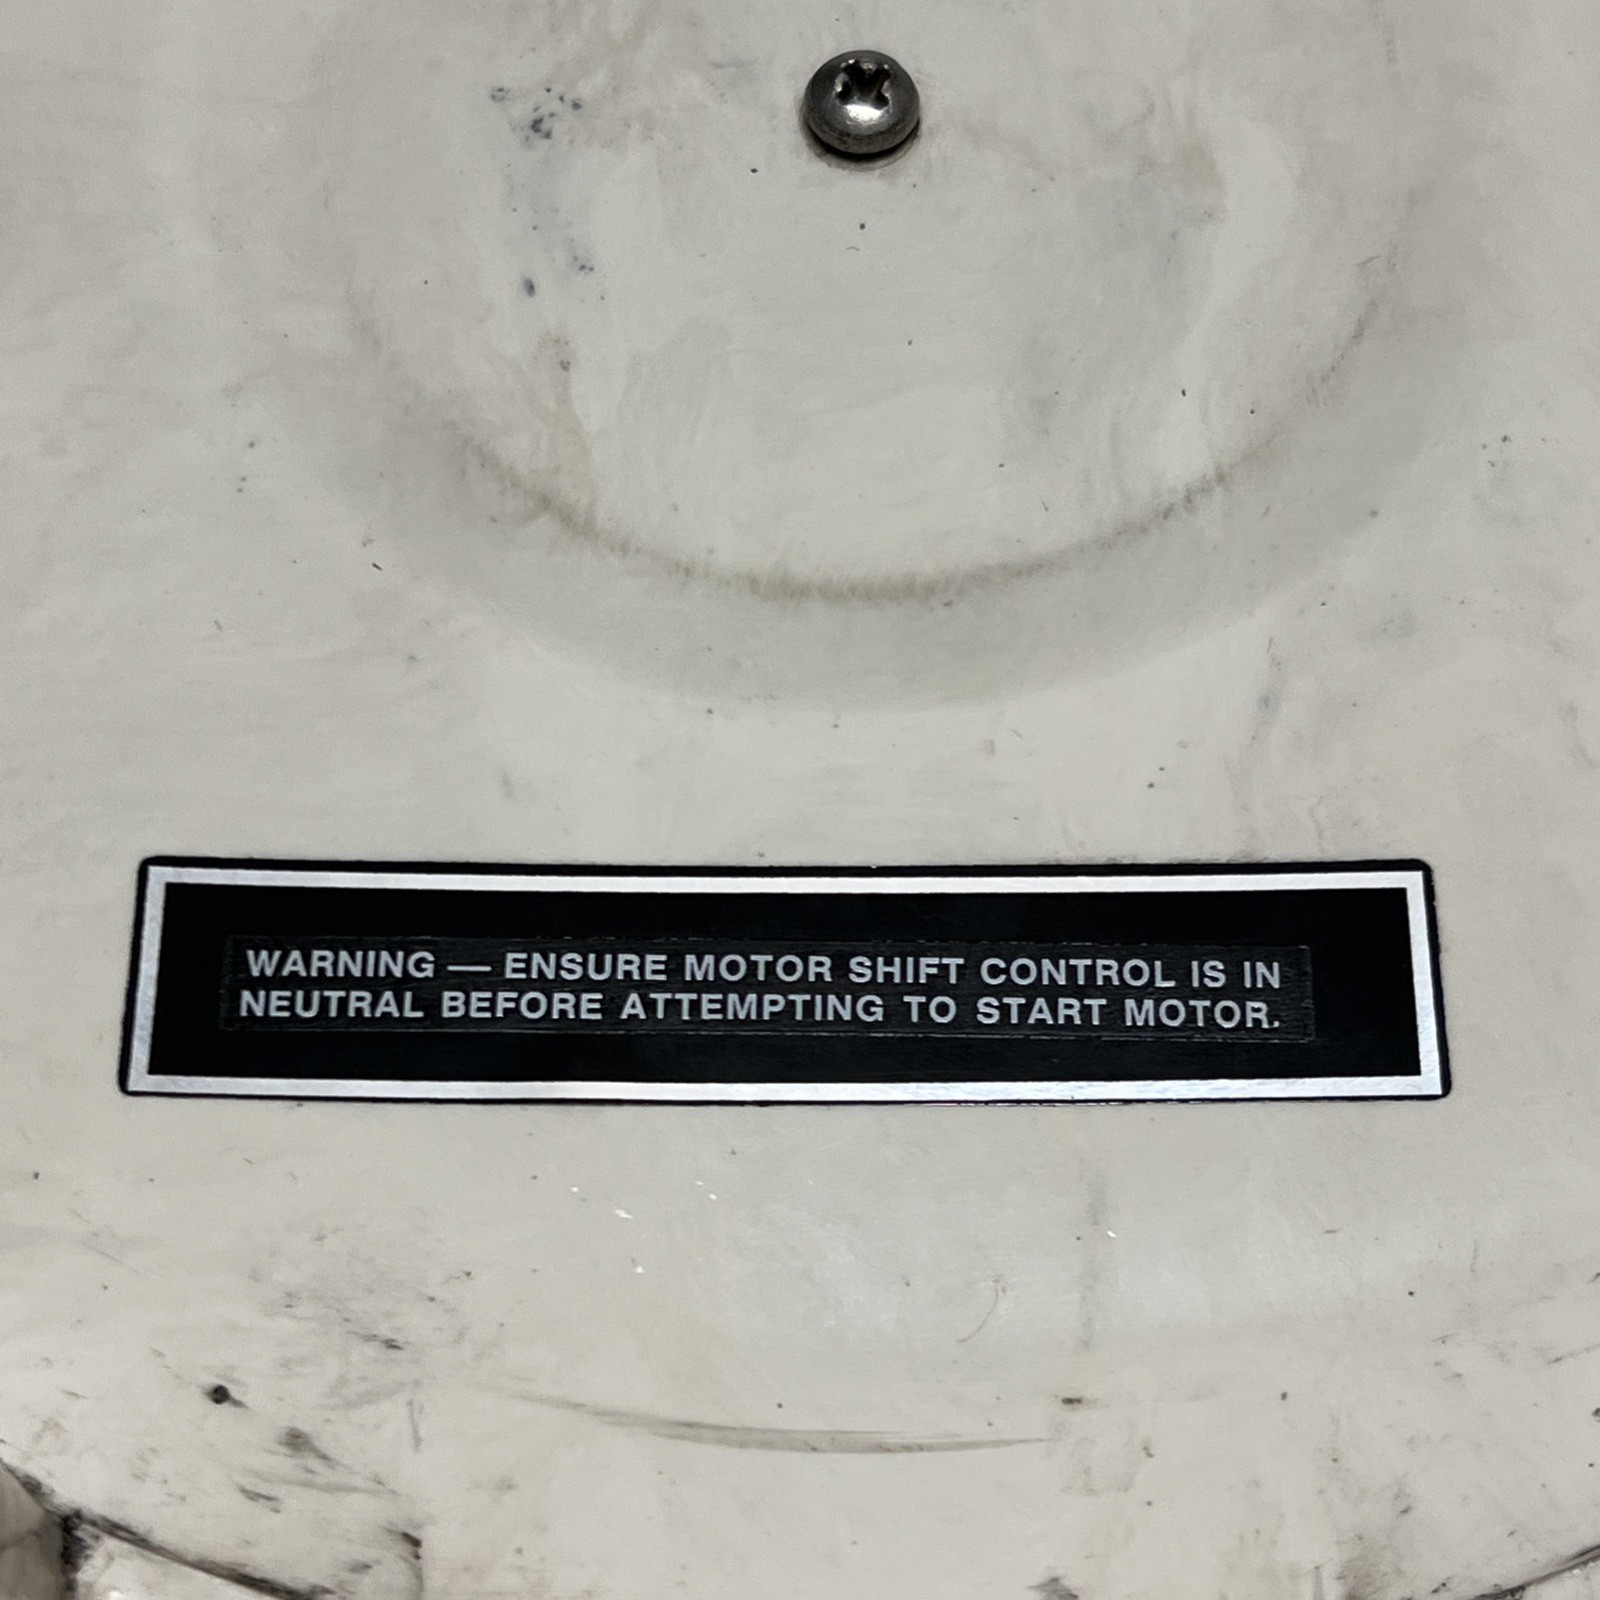 WARNING — ENSURE MOTOR SHIFT CONTROL IS IN
NEUTRAL BEFORE ATTEMPTING TO START MOTOR.